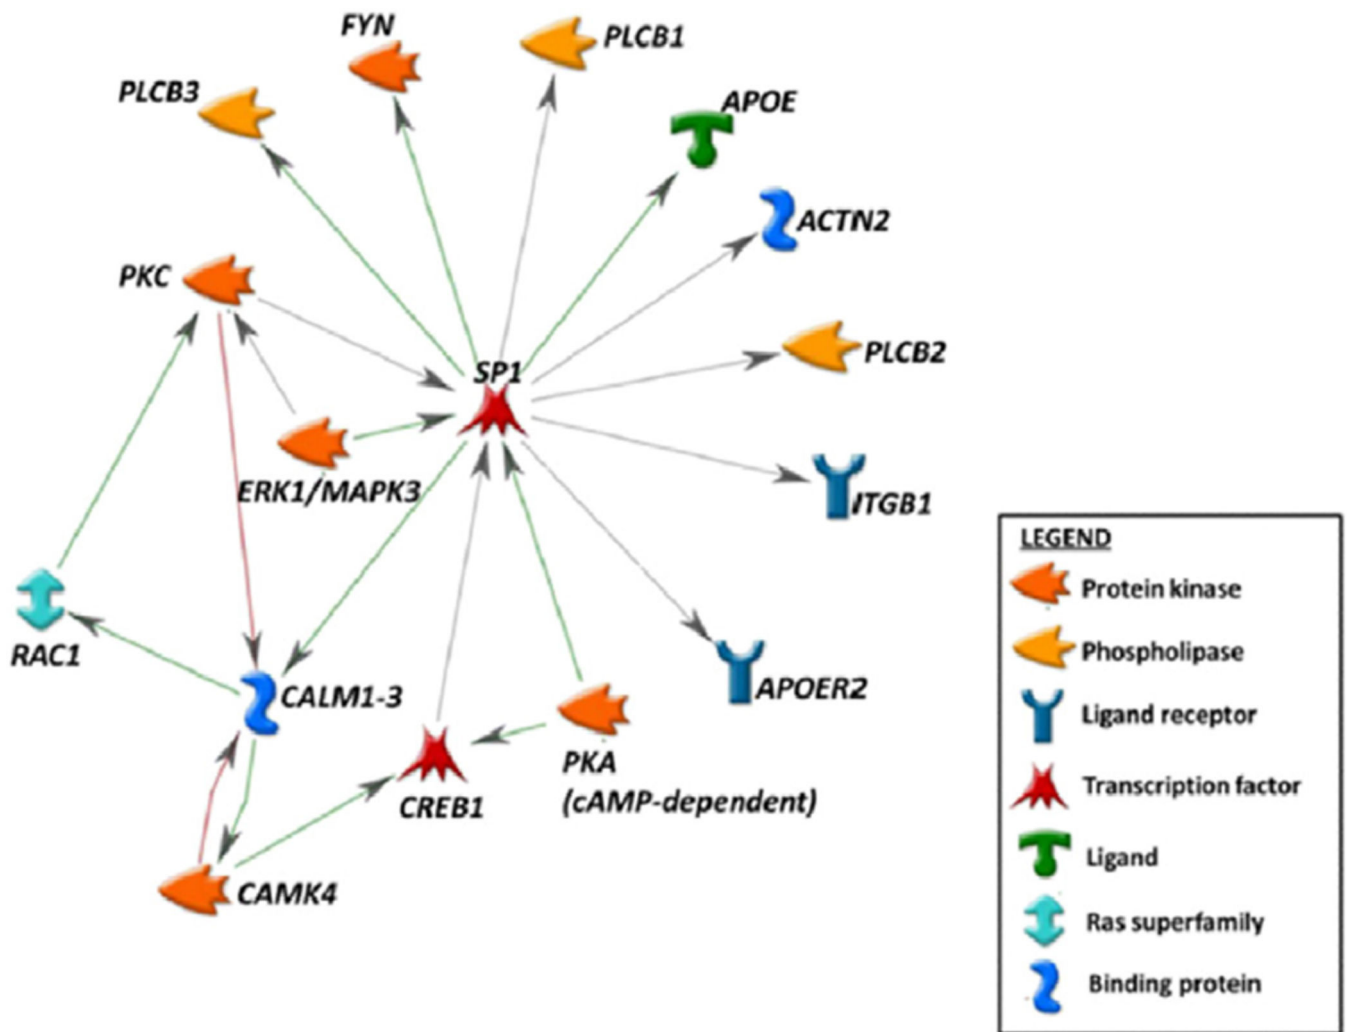 FYN
PLCB1
PLCB3
APOE
ACTN2
PKC
PLCB2
SP1
ERK1/MAPK3
ITGB1
RAC1
CALM1-3
APOER2
PKA
(cAMP-dependent)
CREB1
CAMK4
LEGEND
Protein kinase
Phospholipase
Ligand receptor
Transcription factor
Ligand
Ras superfamily
Binding protein